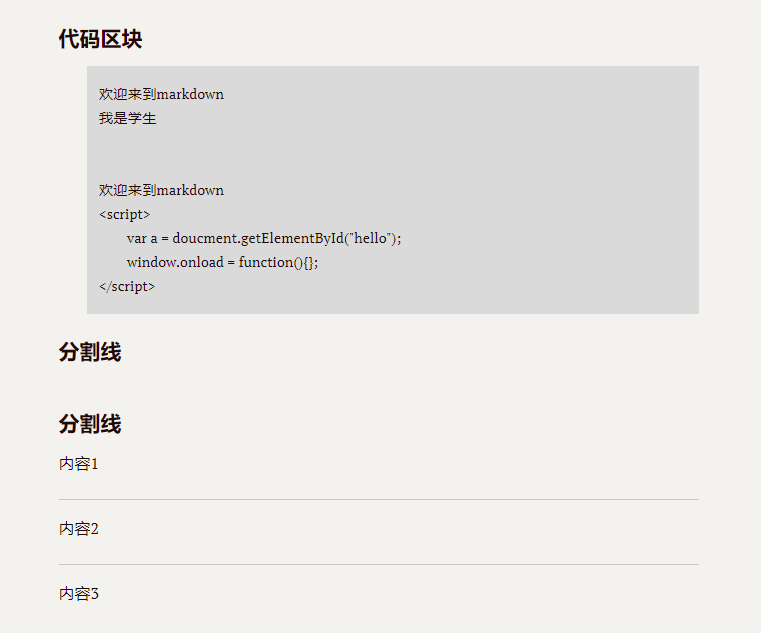 代码区块
欢迎来到markdown
我是学生
欢迎来到markdown
<script>
var a = doucment.getElementById("hello");
window.onload = function(){};
</script>
分割线
分割线
内容1
内容2
内容3